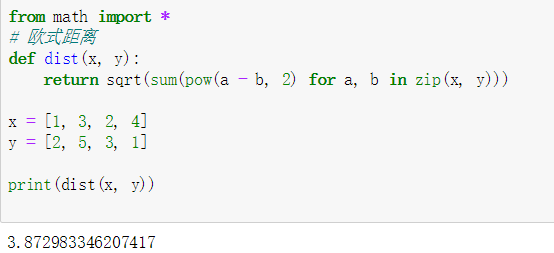 from math import *
# 欧式距离
def dist(x, y):
    return sqrt(sum(pow(a - b, 2) for a, b in zip(x, y)))
x = [1, 3, 2, 4]
y = [2, 5, 3, 1]
print(dist(x, y))
3.872983346207417